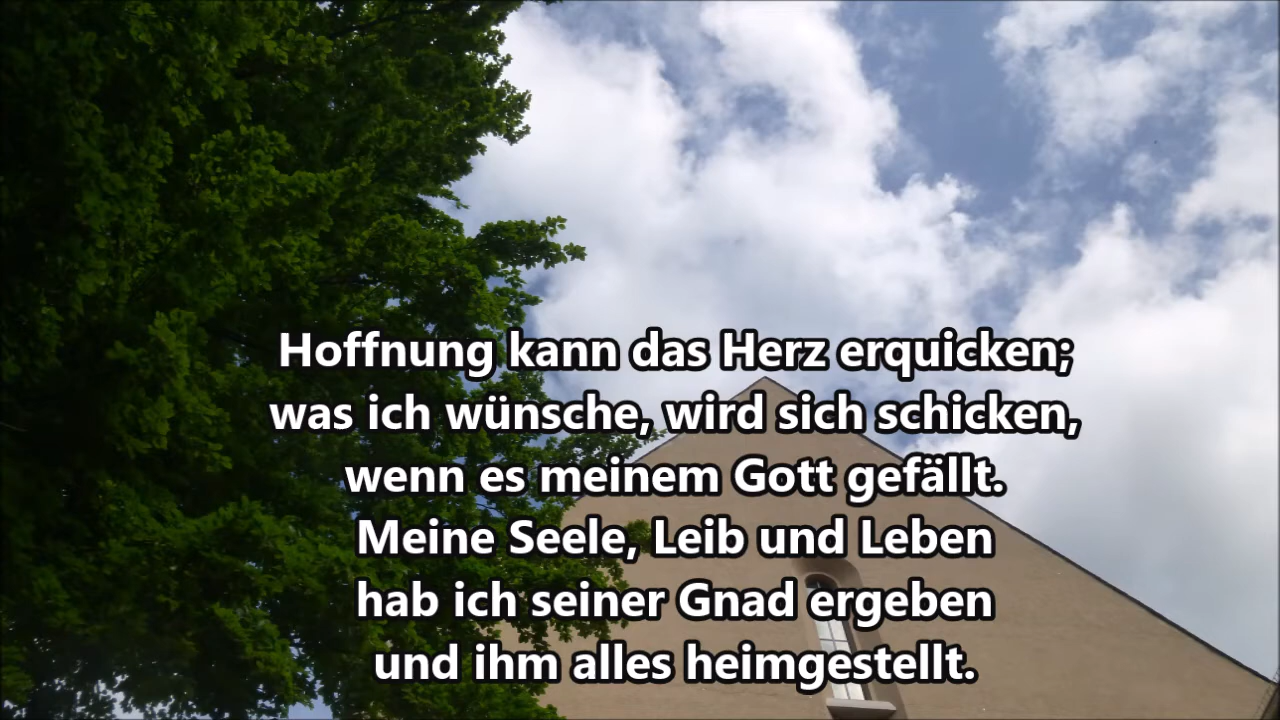 Hoffnung kann das Herz erquicken;
was ich wünsche, wird sich schicken,
wenn es meinem Gott gefällt.
Meine Seele, Leib und Leben
hab ich seiner Gnad ergeben
und ihm alles heimgestellt.